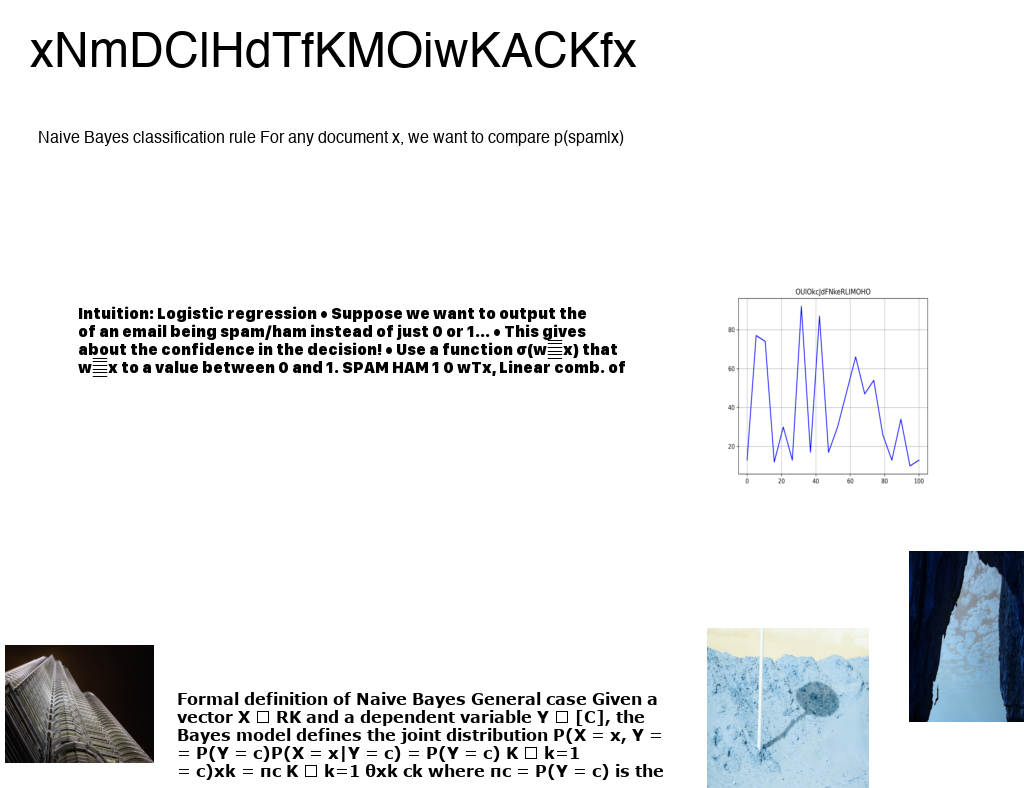 xNmDClHdTfKMOiwKACKfx
Naive Bayes classification rule For any document x, we want to compare p(spam|x)
Intuition: Logistic regression • Suppose we want to output the
of an email being spam/ham instead of just 0 or 1... • This gives
about the confidence in the decision! • Use a function σ(w𝄚x) that
w𝄚x to a value between 0 and 1. SPAM HAM 1 0 wTx, Linear comb. of
OUlOkcJdFNkeRLlMOHO
80
60
40
20
0 20 40 60 80 100
Formal definition of Naive Bayes General case Given a
vector X □ RK and a dependent variable Y □ [C], the
Bayes model defines the joint distribution P(X = x, Y =
= P(Y = c)P(X = x|Y = c) = P(Y = c) K □ k=1
= c)xk = πc K □ k=1 θxk ck where πc = P(Y = c) is the